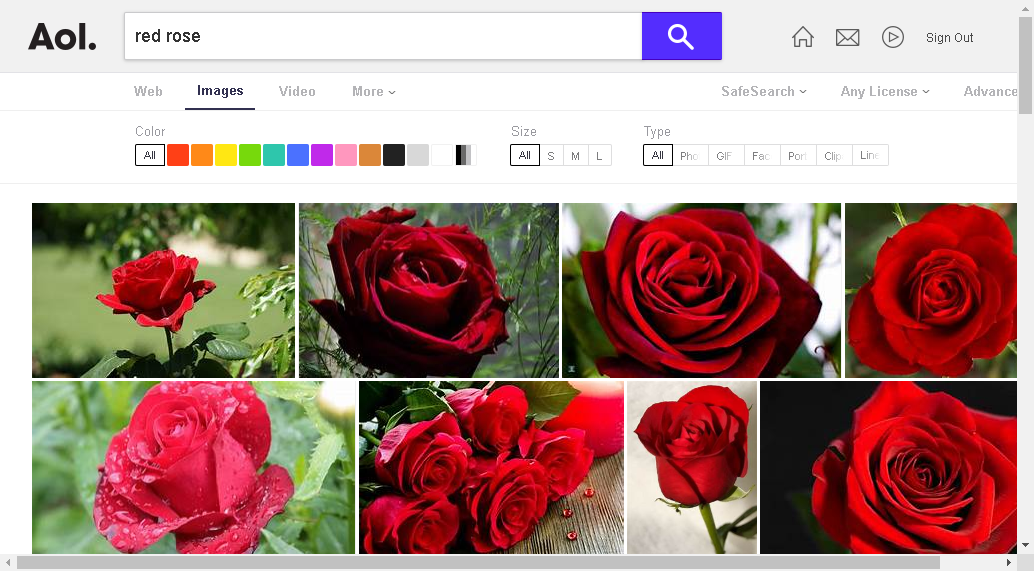 Aol.
red rose
Sign Out
Web Images Video More SafeSearch Any License Advance
Color Size Type
All All S M L All Pho GIF Fac Port Clip Line